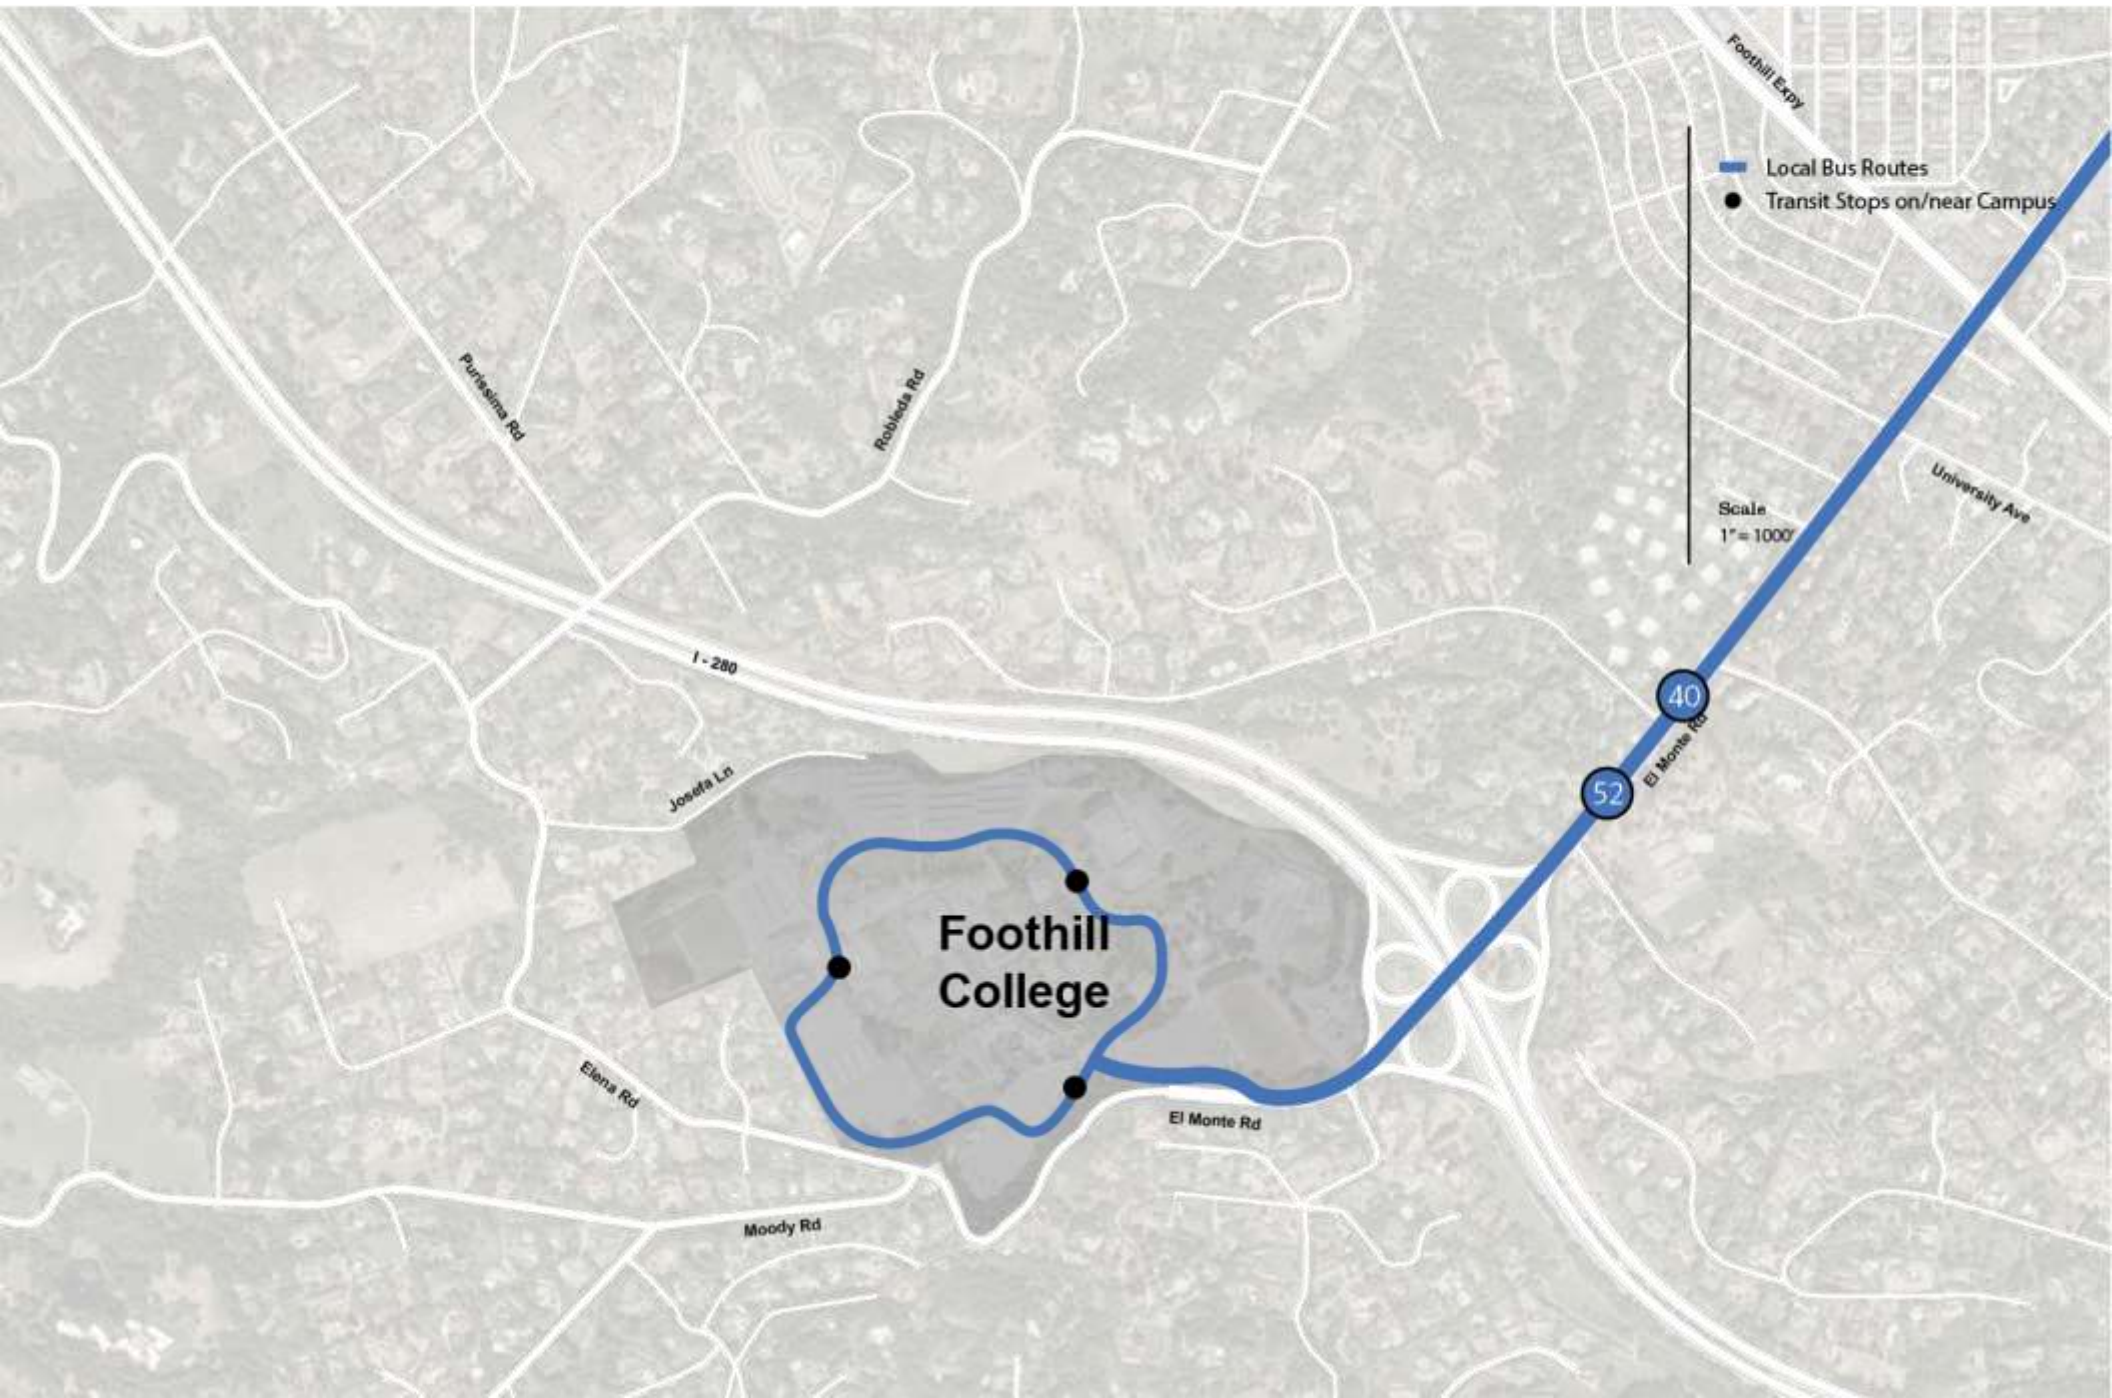 Foothill Expy
Local Bus Routes
Transit Stops on/near Campus
Purissima Rd
Robleda Rd
University Ave
Scale
1"= 1000'
I - 280
40
El Monte Rd
52
Josefa Ln
Foothill
College
Elena Rd
El Monte Rd
Moody Rd